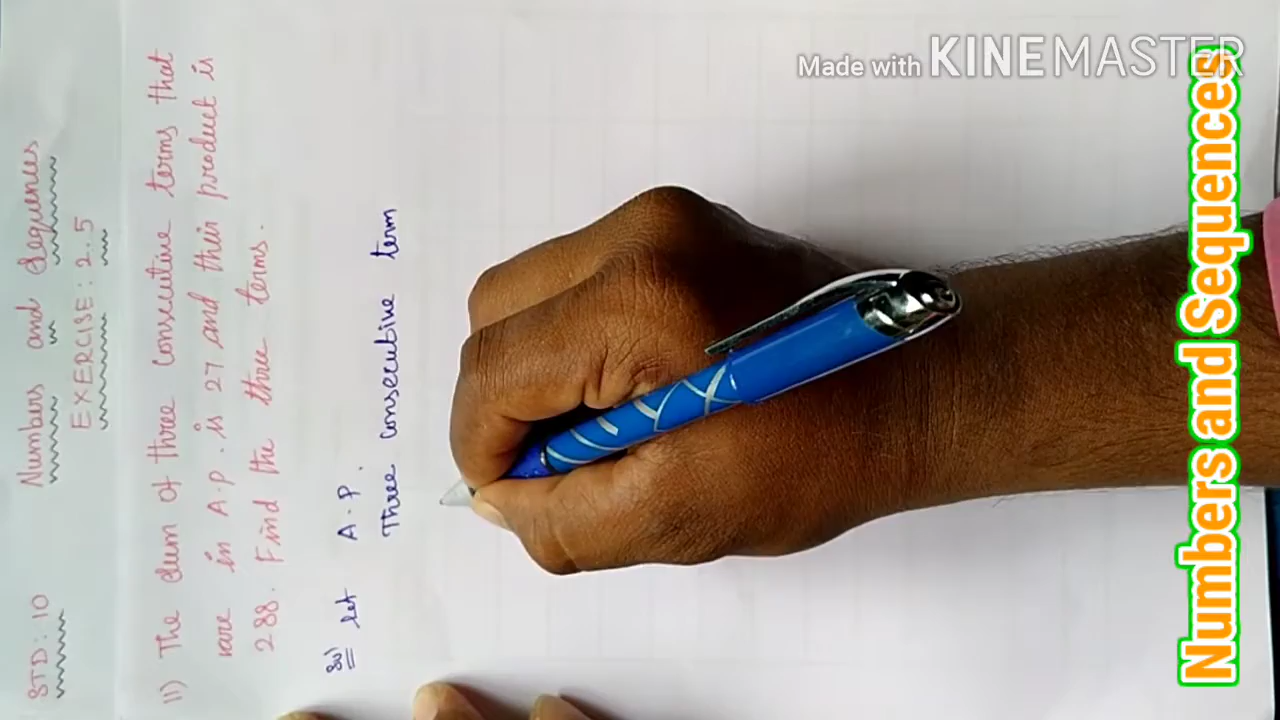 STD: 10 Numbers and Sequences
EXERCISE: 2.5
11) The sum of three consecutive terms that
are in A.P. is 27 and their product is
288. Find the three terms.
Sol let A.P.
Three consecutive term
Made with KINEMASTER
Numbers and Sequences